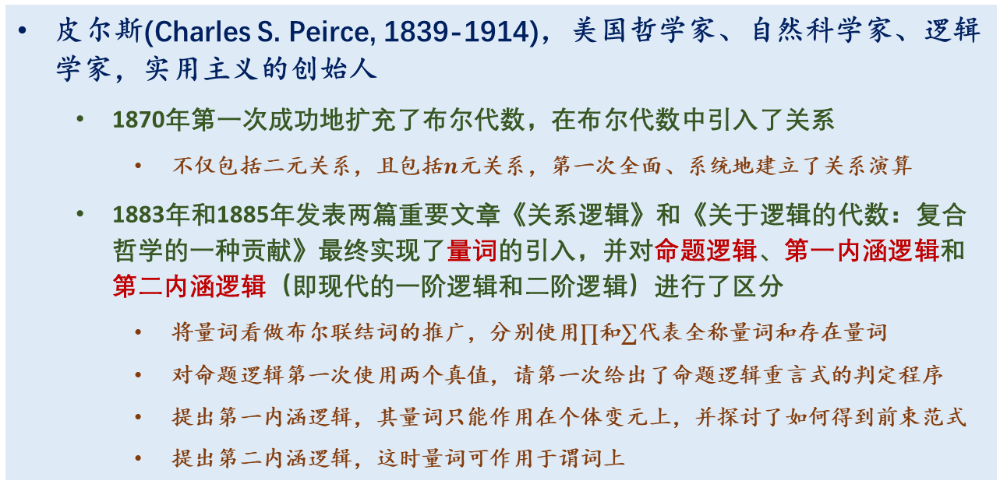 • 皮尔斯(Charles S. Peirce, 1839-1914)，美国哲学家、自然科学家、逻辑
学家，实用主义的创始人
• 1870年第一次成功地扩充了布尔代数，在布尔代数中引入了关系
• 不仅包括二元关系，且包括n元关系，第一次全面、系统地建立了关系演算
• 1883年和1885年发表两篇重要文章《关系逻辑》和《关于逻辑的代数：复合
哲学的一种贡献》最终实现了量词的引入，并对命题逻辑、第一内涵逻辑和
第二内涵逻辑（即现代的一阶逻辑和二阶逻辑）进行了区分
• 将量词看做布尔联结词的推广，分别使用∏和∑代表全称量词和存在量词
• 对命题逻辑第一次使用两个真值，请第一次给出了命题逻辑重言式的判定程序
• 提出第一内涵逻辑，其量词只能作用在个体变元上，并探讨了如何得到前束范式
• 提出第二内涵逻辑，这时量词可作用于谓词上